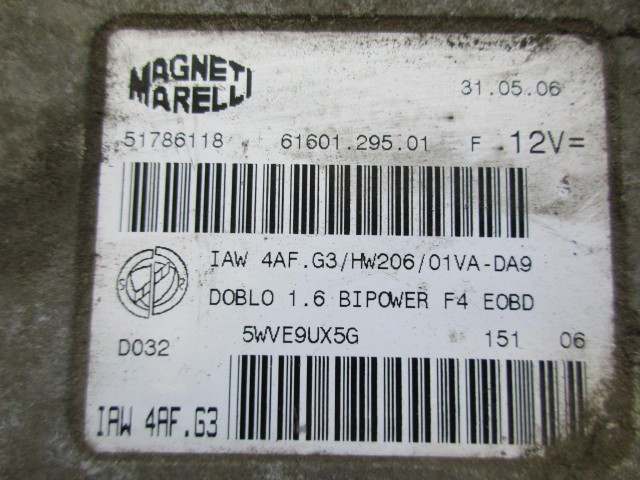 MAGNETI
MARELLI
31.05.06
51786118 61601.295.01 F 12V=
IAW 4AF.G3/HW206/01VA-DA9
DOBLO 1.6 BIPOWER F4 EOBD
D032 5WVE9UX5G 151 06
IAW 4AF.G3